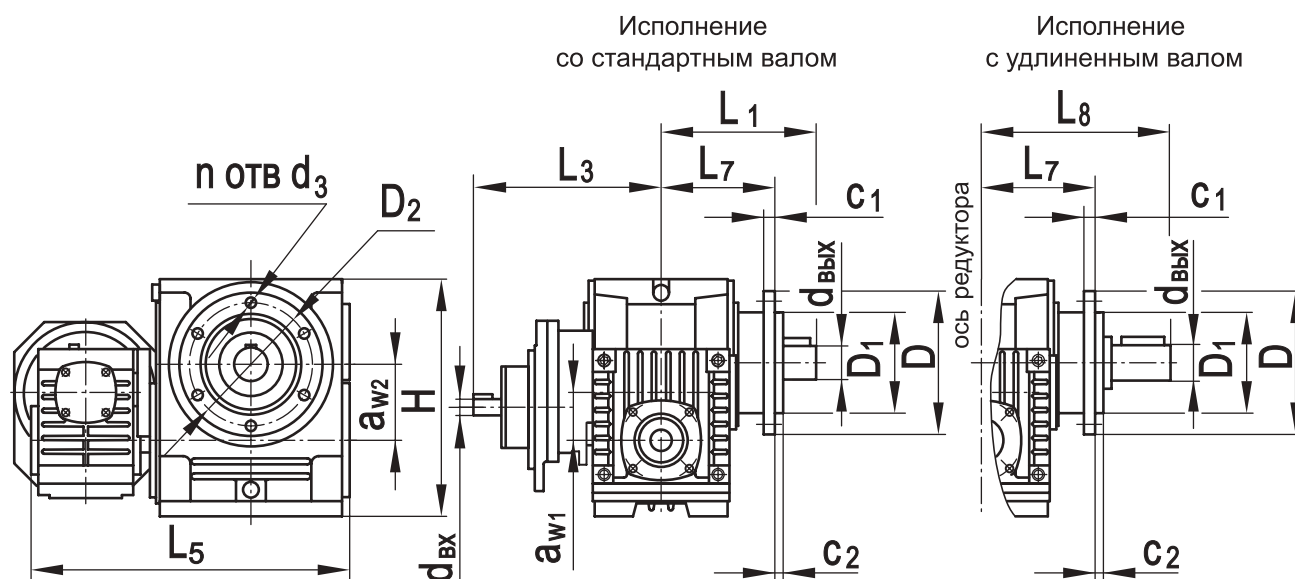 Исполнение
со стандартным валом
Исполнение
с удлиненным валом
L1
L8
n отв d3
D2
L3
L7
c1
L7
c1
ось редуктора
dвых
dвых
aw2
H
D1
D
D1
D
L5
dвх
aw1
c2
c2